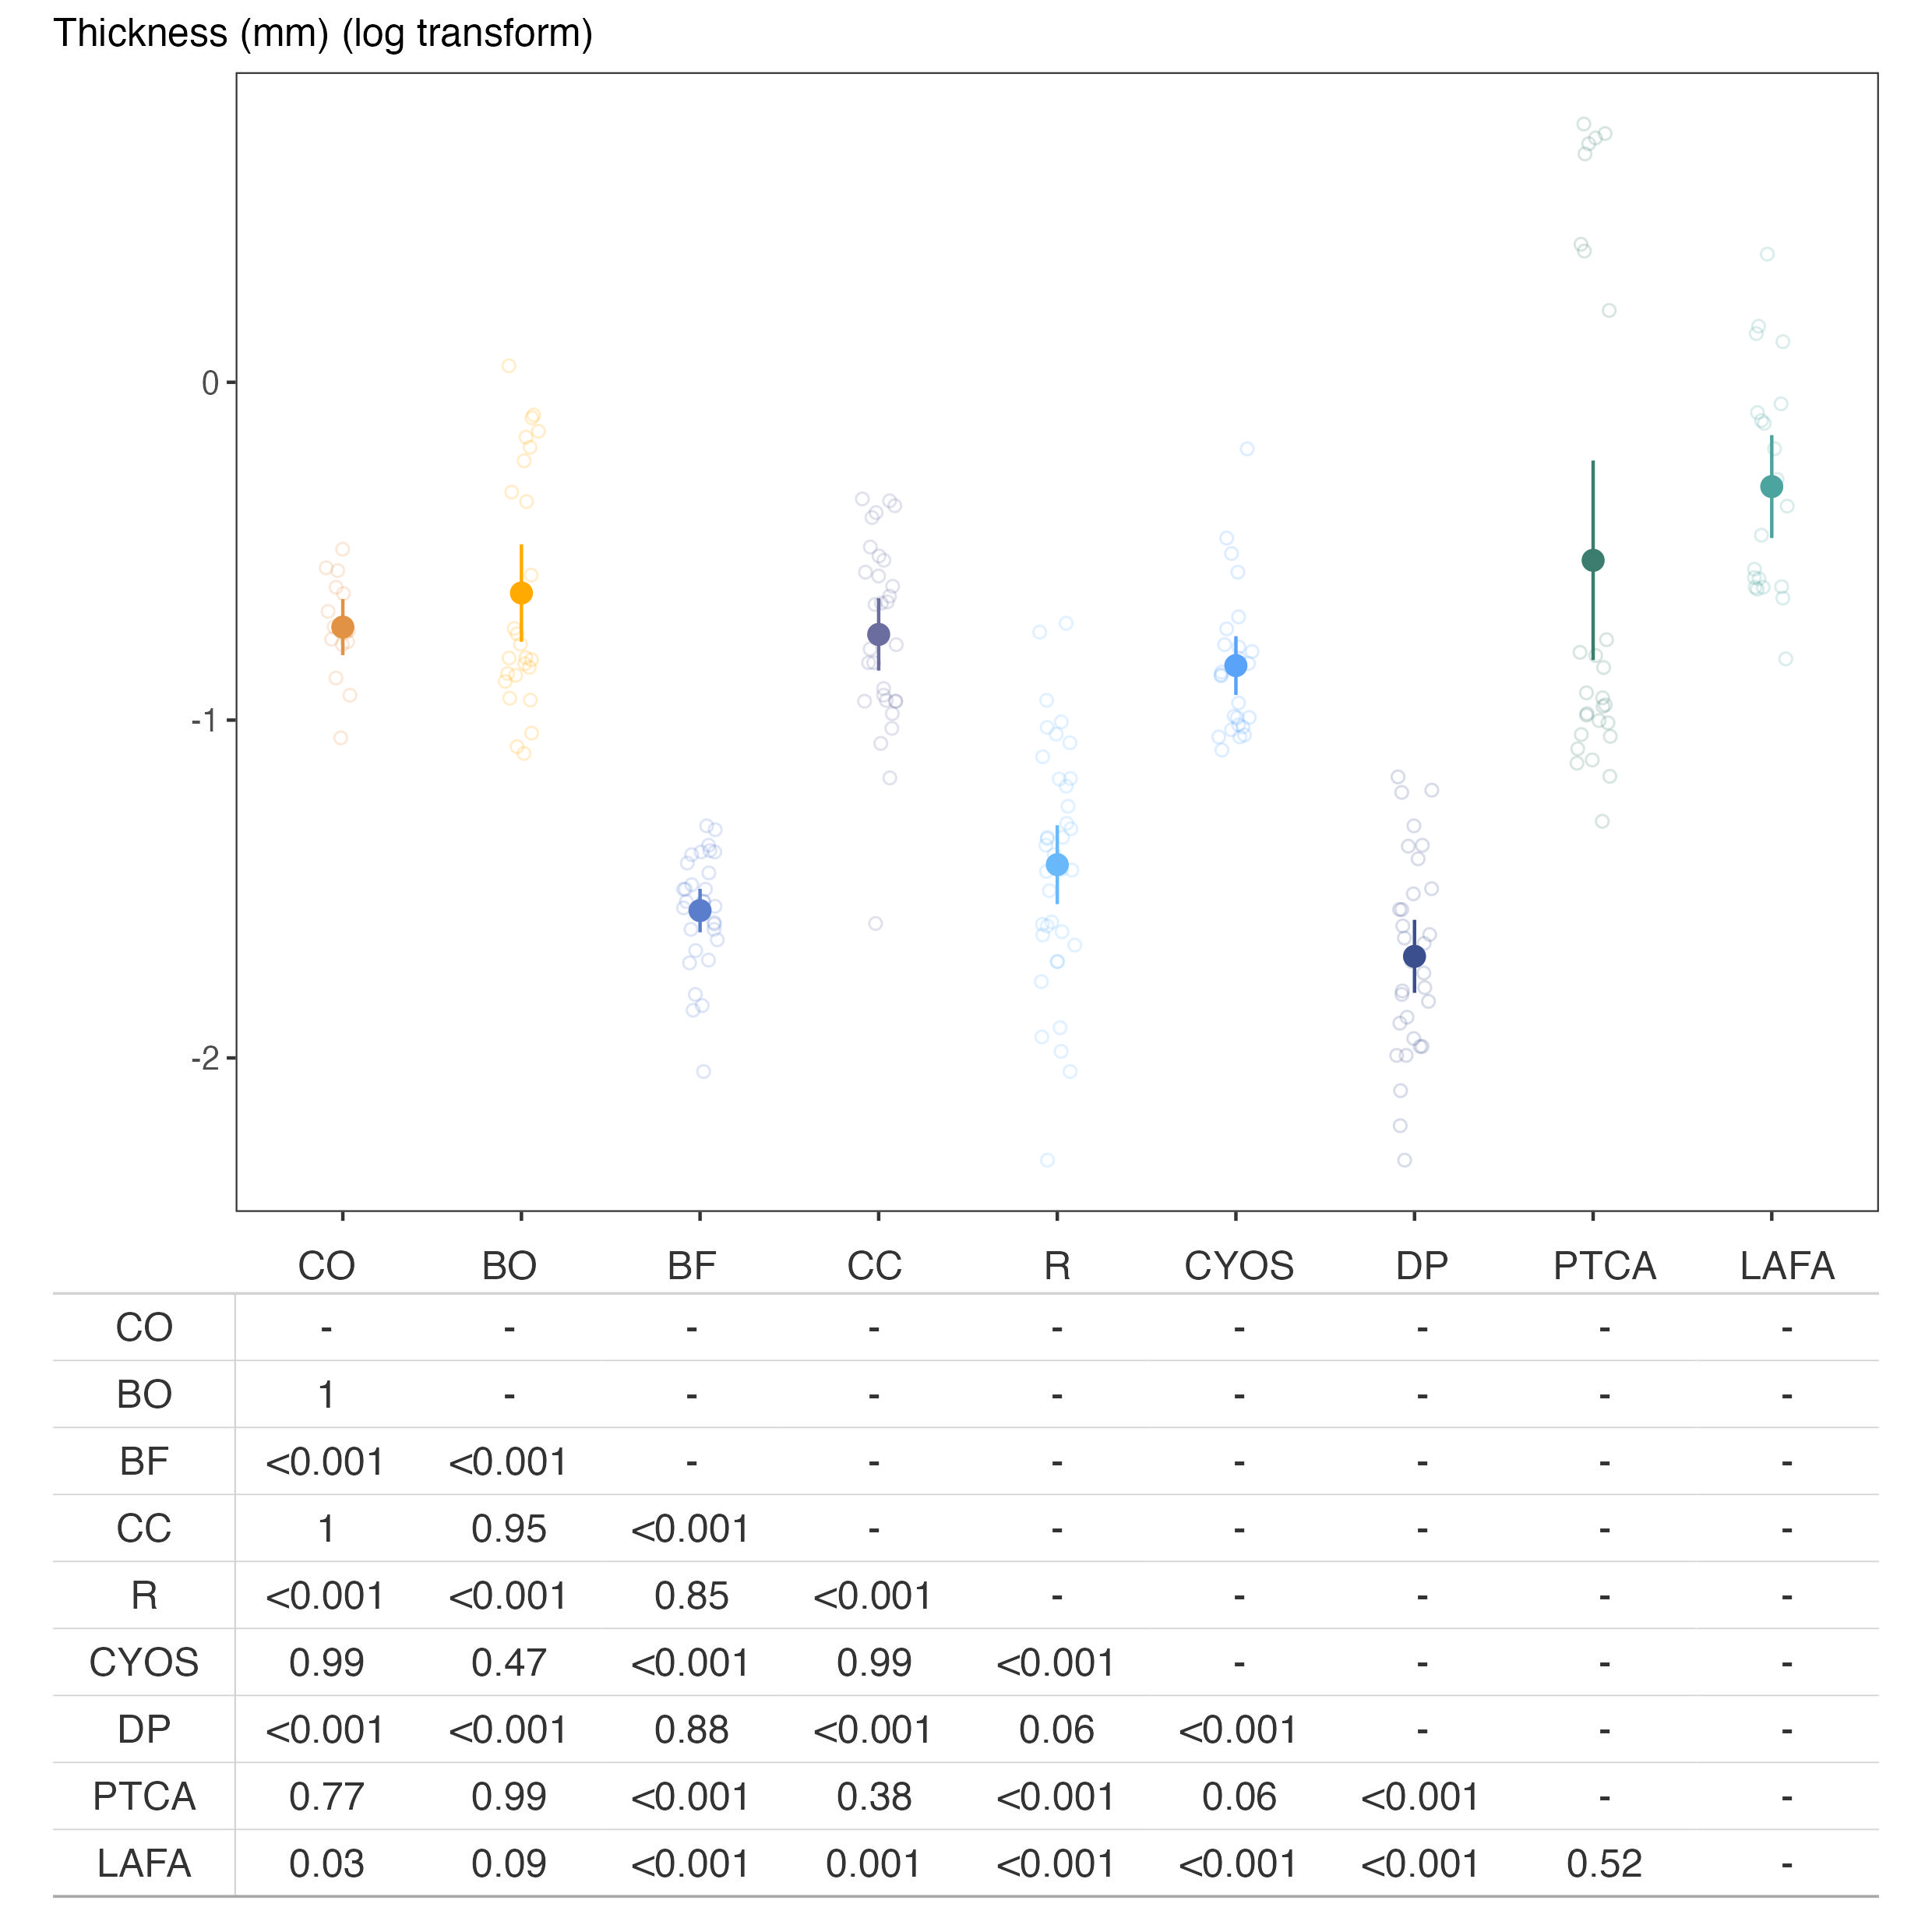 Thickness (mm) (log transform)
0
-1
-2
CO BO BF CC R CYOS DP PTCA LAFA
CO - - - - - - - - -
BO 1 - - - - - - - -
BF <0.001 <0.001 - - - - - - -
CC 1 0.95 <0.001 - - - - - -
R <0.001 <0.001 0.85 <0.001 - - - - -
CYOS 0.99 0.47 <0.001 0.99 <0.001 - - - -
DP <0.001 <0.001 0.88 <0.001 0.06 <0.001 - - -
PTCA 0.77 0.99 <0.001 0.38 <0.001 0.06 <0.001 - -
LAFA 0.03 0.09 <0.001 0.001 <0.001 <0.001 <0.001 0.52 -